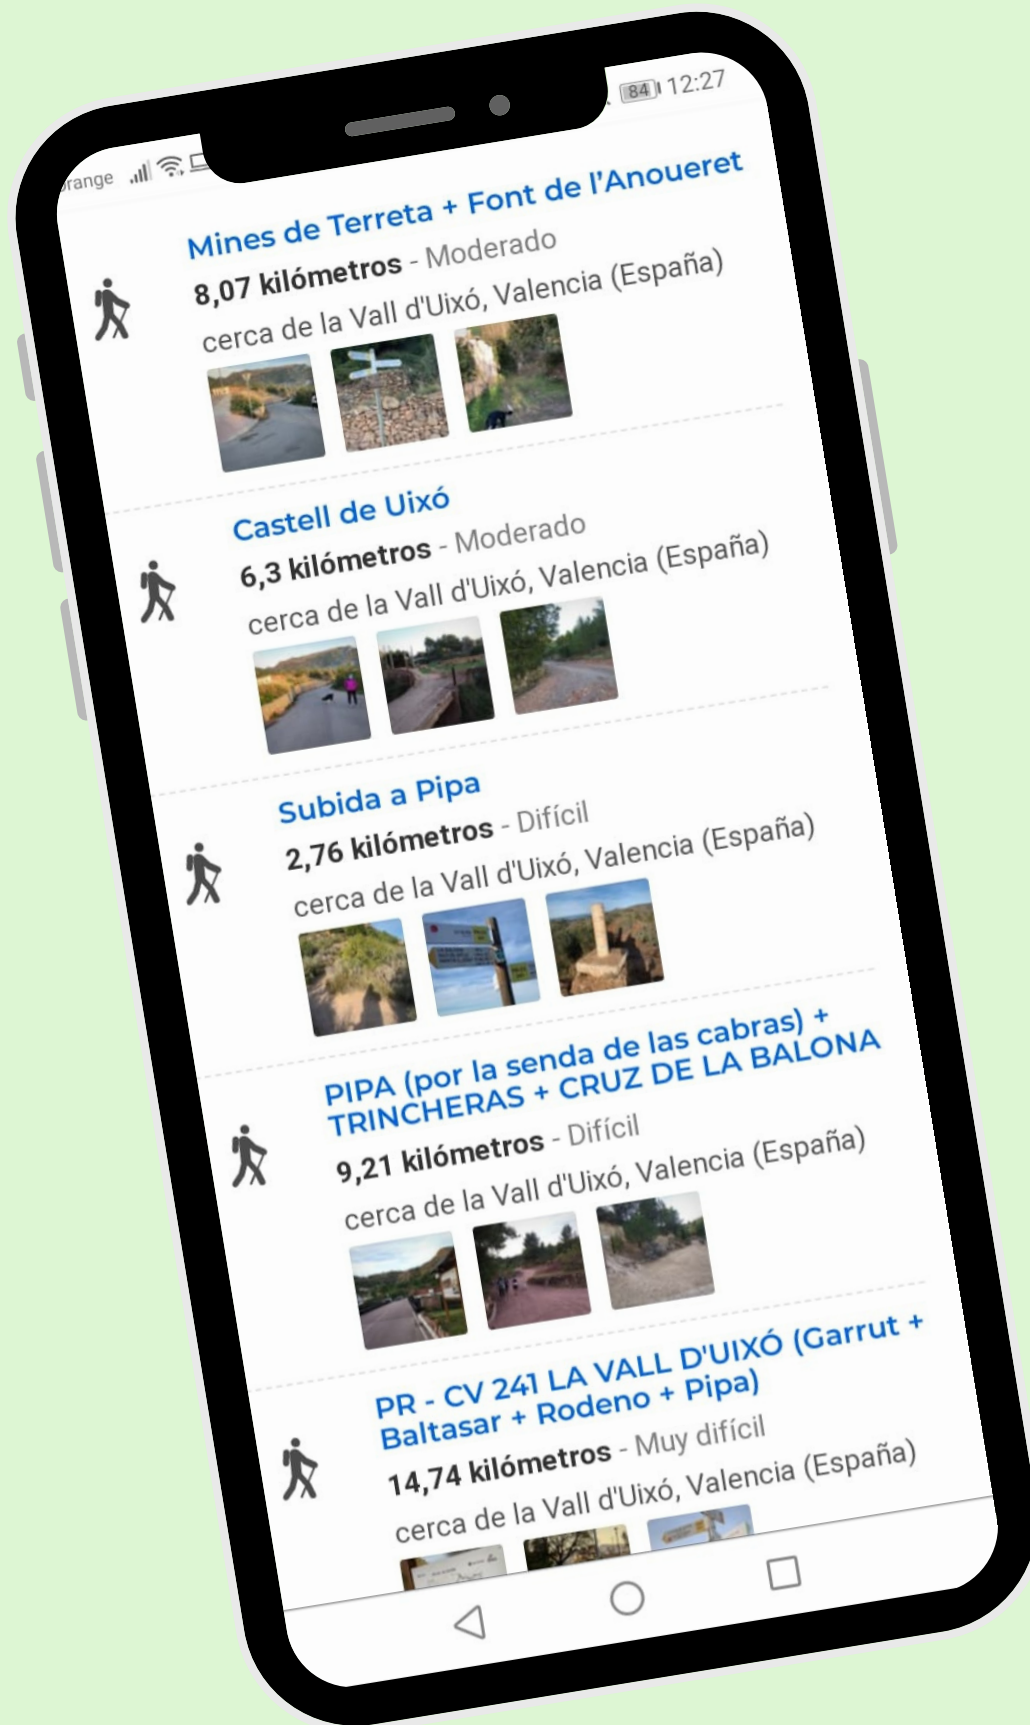 84 12:27
Mines de Terreta + Font de l'Anoueret
8,07 kilómetros - Moderado
cerca de la Vall d'Uixó, Valencia (España)
Castell de Uixó
6,3 kilómetros - Moderado
cerca de la Vall d'Uixó, Valencia (España)
Subida a Pipa
2,76 kilómetros - Difícil
cerca de la Vall d'Uixó, Valencia (España)
PIPA (por la senda de las cabras) +
TRINCHERAS + CRUZ DE LA BALONA
9,21 kilómetros - Difícil
cerca de la Vall d'Uixó, Valencia (España)
PR - CV 241 LA VALL D'UIXÓ (Garrut +
Baltasar + Rodeno + Pipa)
14,74 kilómetros - Muy difícil
cerca de la Vall d'Uixó, Valencia (España)